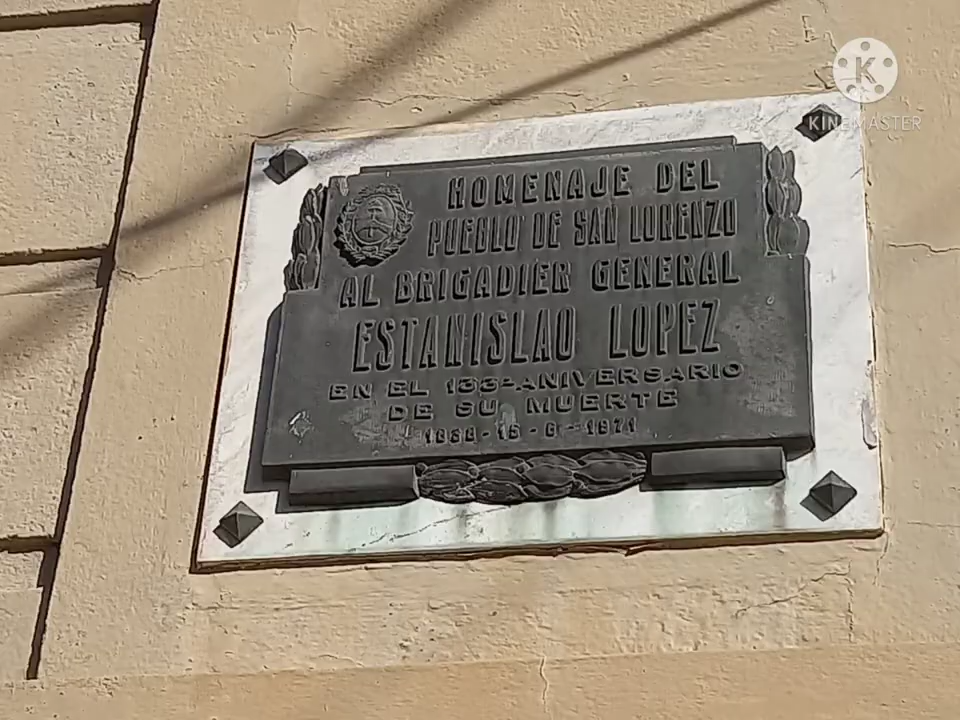 K
KINEMASTER
HOMENAJE DEL
PUEBLO DE SAN LORENZO
AL BRIGADIER GENERAL
ESTANISLAO LOPEZ
EN EL 133º ANIVERSARIO
DE SU MUERTE
1838 - 15 - 6 - 1971